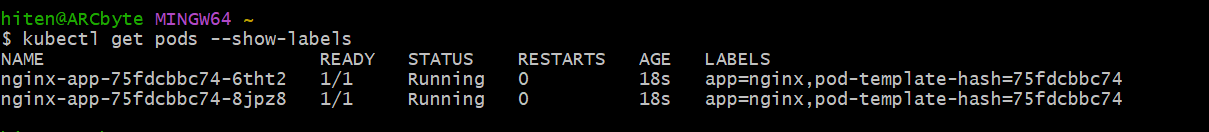 hiten@ARCbyte MINGW64 ~
$ kubectl get pods --show-labels
NAME                         READY   STATUS    RESTARTS   AGE   LABELS
nginx-app-75fdcbbc74-6tht2   1/1     Running   0          18s   app=nginx,pod-template-hash=75fdcbbc74
nginx-app-75fdcbbc74-8jpz8   1/1     Running   0          18s   app=nginx,pod-template-hash=75fdcbbc74